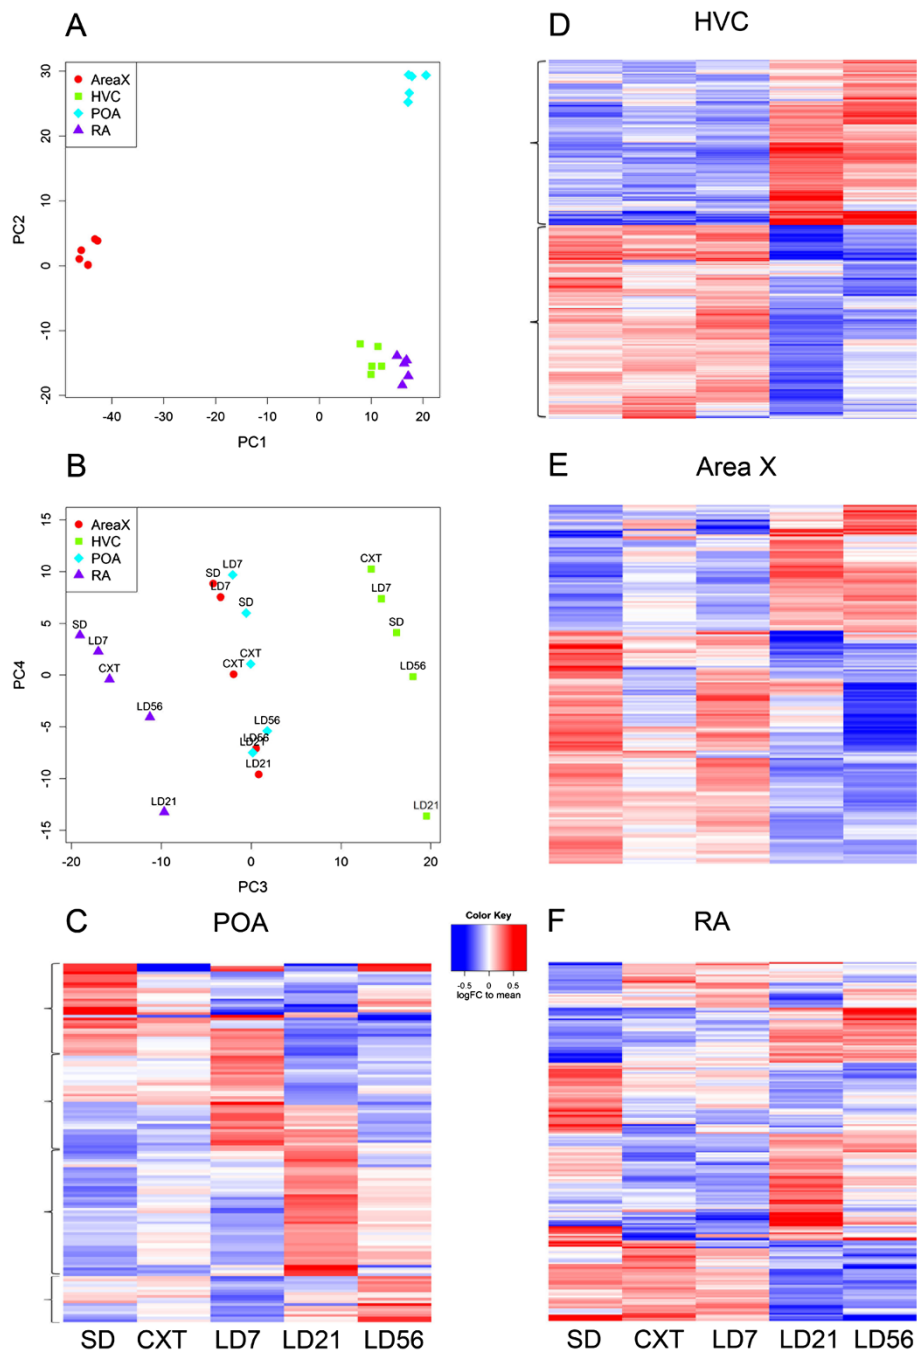 A
AreaX
HVC
POA
RA
PC2
30
20
10
0
-10
-20
-40
-30
-20
-10
0
10
20
PC1
B
AreaX
HVC
POA
RA
PC4
15
10
5
0
-5
-10
-15
SD
LD7
CXT
LD56
LD21
LD7
SD
LD7
SD
CXT
CXT
LD56
LD56
LD21
LD21
CXT
LD7
SD
LD56
LD21
-20
-10
0
10
20
PC3
C
POA
Color Key
-0.5
0
0.5
logFC to mean
SD CXT LD7 LD21 LD56
D
HVC
E
Area X
F
RA
SD CXT LD7 LD21 LD56